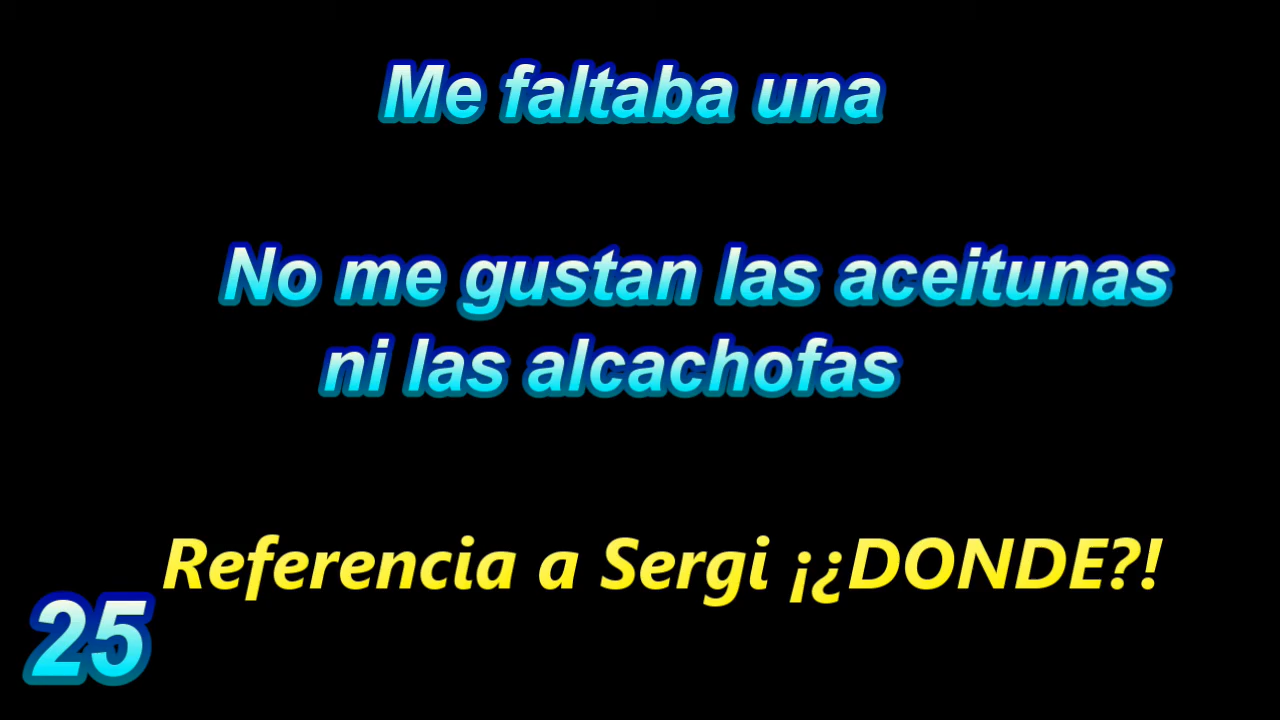 Me faltaba una
No me gustan las aceitunas
ni las alcachofas
Referencia a Sergi ¡¿DONDE?!
25